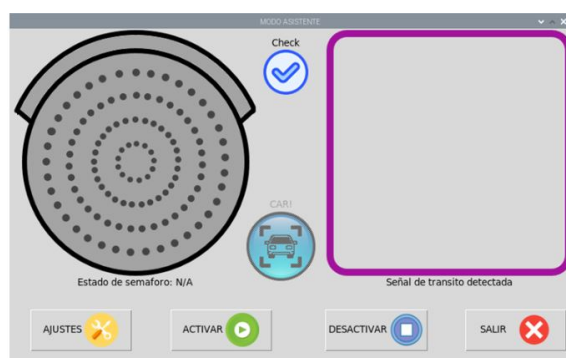 MODO ASISTENTE
Check
CAR!
Estado de semaforo: N/A
Señal de transito detectada
AJUSTES
ACTIVAR
DESACTIVAR
SALIR